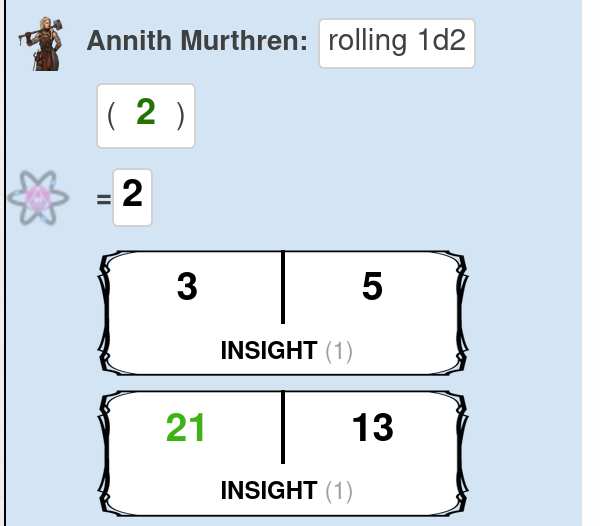 Annith Murthren: rolling 1d2
( 2 )
=2
3 5
INSIGHT (1)
21 13
INSIGHT (1)